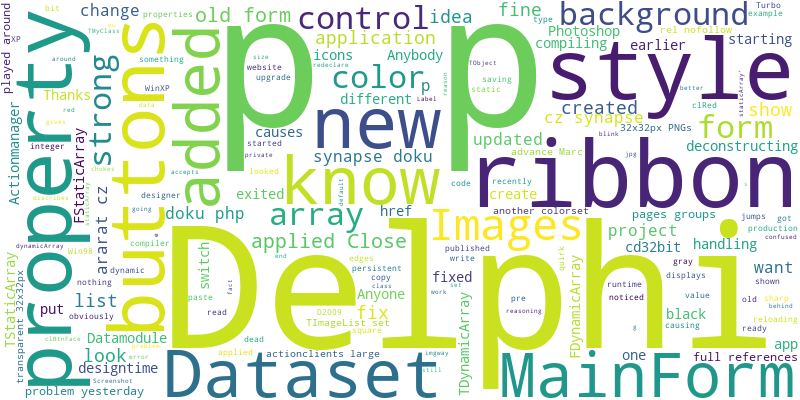 Delphi
p p
style
ribbon
property
buttons
MainForm
Dataset
new
know
Images
added
strong
control
background
color
array
form
old form
change
application
icons
Anybody
idea
fine
Photoshop
compiling
earlier
rel nofollow
starting
Turbo
example
type
played around
XP
bit
properties
TMyClass
around
something
WinXP
data
Thanks
Actionmanager
integer
red
FStaticArray
ararat cz
different
p
size
website
upgrade
TObject
redeclare
saving
static
Label
reason
created
show
cz synapse
32x32px PNGs
clRed
better
staticArray'
causes
started
private
updated
synapse doku
blink
jpg
advance Marc
deconstructing
exited
looked
code
recently
create
doku php
href
another colorset
pages groups
jumps
got
production
confused
TStaticArray
dynamicArray
nothing
obviously
list
put
look
designtime
problem yesterday
Datamodule
transparent 32x32px
describes
gives
shakes
staticArray
accepts
designer
going
default
compiler
dynamic
Win98
problem
error
clBtnFace
Screenshot
switch
paste
read
applied
applied Close
end
edges
persistent
copy
class
Anyone
D2009
TImageList set
square
fix
fact
dead
actionclients large
published
write
fixed
set
work
pre
reasoning
imgway
still
TDynamicArray
FDynamicArray
quirk
project
cd32bit
handling
want
gray
displays
runtime
noticed
black
causing
value
old
shown
sharp
behind
reloading
ready
app
one
full references